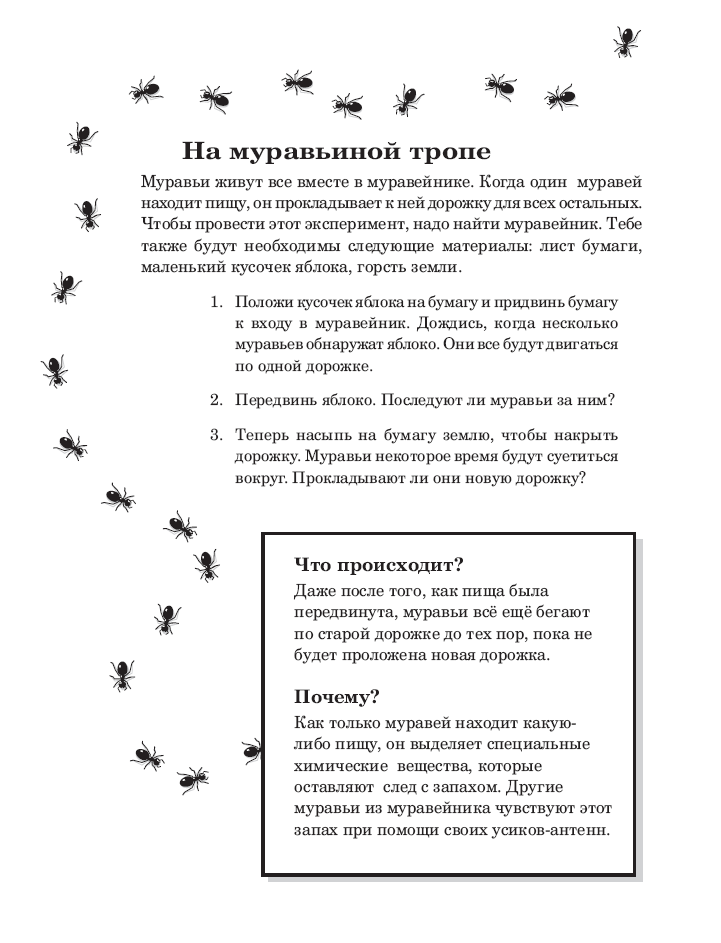 На муравьиной тропе
Муравьи живут все вместе в муравейнике. Когда один муравей
находит пищу, он прокладывает к ней дорожку для всех остальных.
Чтобы провести этот эксперимент, надо найти муравейник. Тебе
также будут необходимы следующие материалы: лист бумаги,
маленький кусочек яблока, горсть земли.
1. Положи кусочек яблока на бумагу и придвинь бумагу
к входу в муравейник. Дождись, когда несколько
муравьев обнаружат яблоко. Они все будут двигаться
по одной дорожке.
2. Передвинь яблоко. Последуют ли муравьи за ним?
3. Теперь насыпь на бумагу землю, чтобы накрыть
дорожку. Муравьи некоторое время будут суетиться
вокруг. Прокладывают ли они новую дорожку?
Что происходит?
Даже после того, как пища была
передвинута, муравьи всё ещё бегают
по старой дорожке до тех пор, пока не
будет проложена новая дорожка.
Почему?
Как только муравей находит какую-
либо пищу, он выделяет специальные
химические вещества, которые
оставляют след с запахом. Другие
муравьи из муравейника чувствуют этот
запах при помощи своих усиков-антенн.